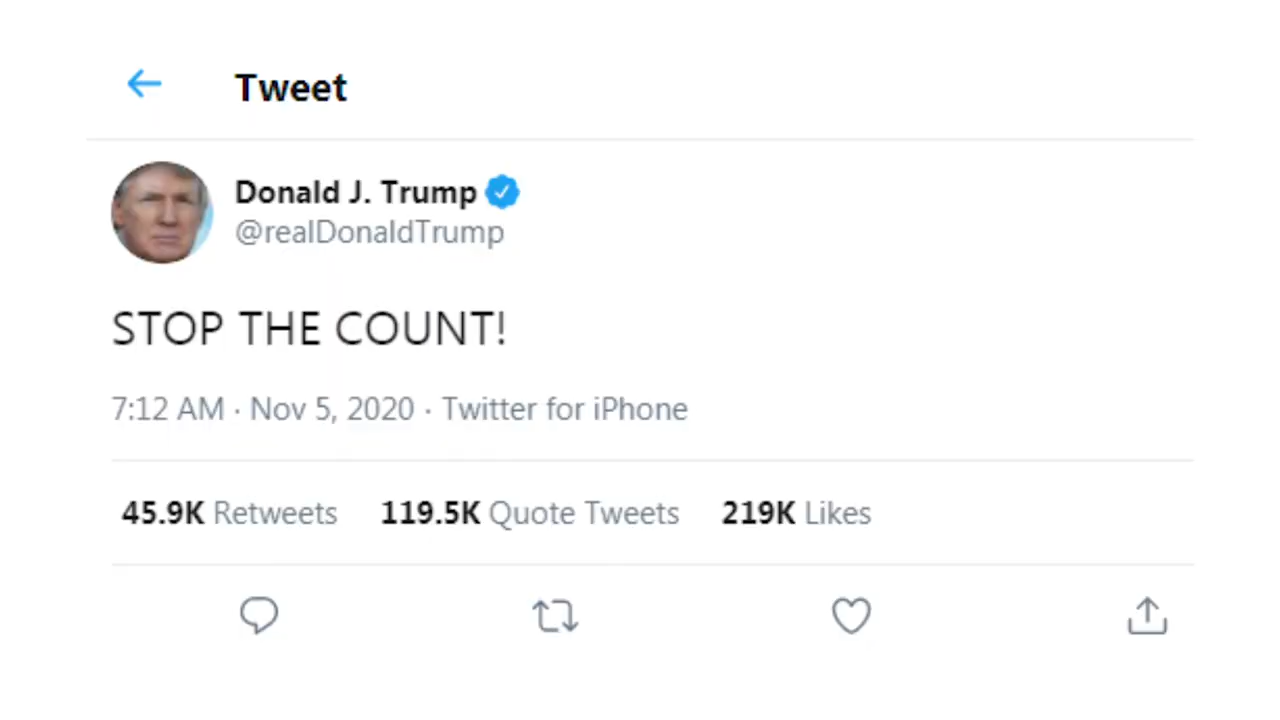 Tweet
Donald J. Trump
@realDonaldTrump
STOP THE COUNT!
7:12 AM · Nov 5, 2020 · Twitter for iPhone
45.9K Retweets 119.5K Quote Tweets 219K Likes